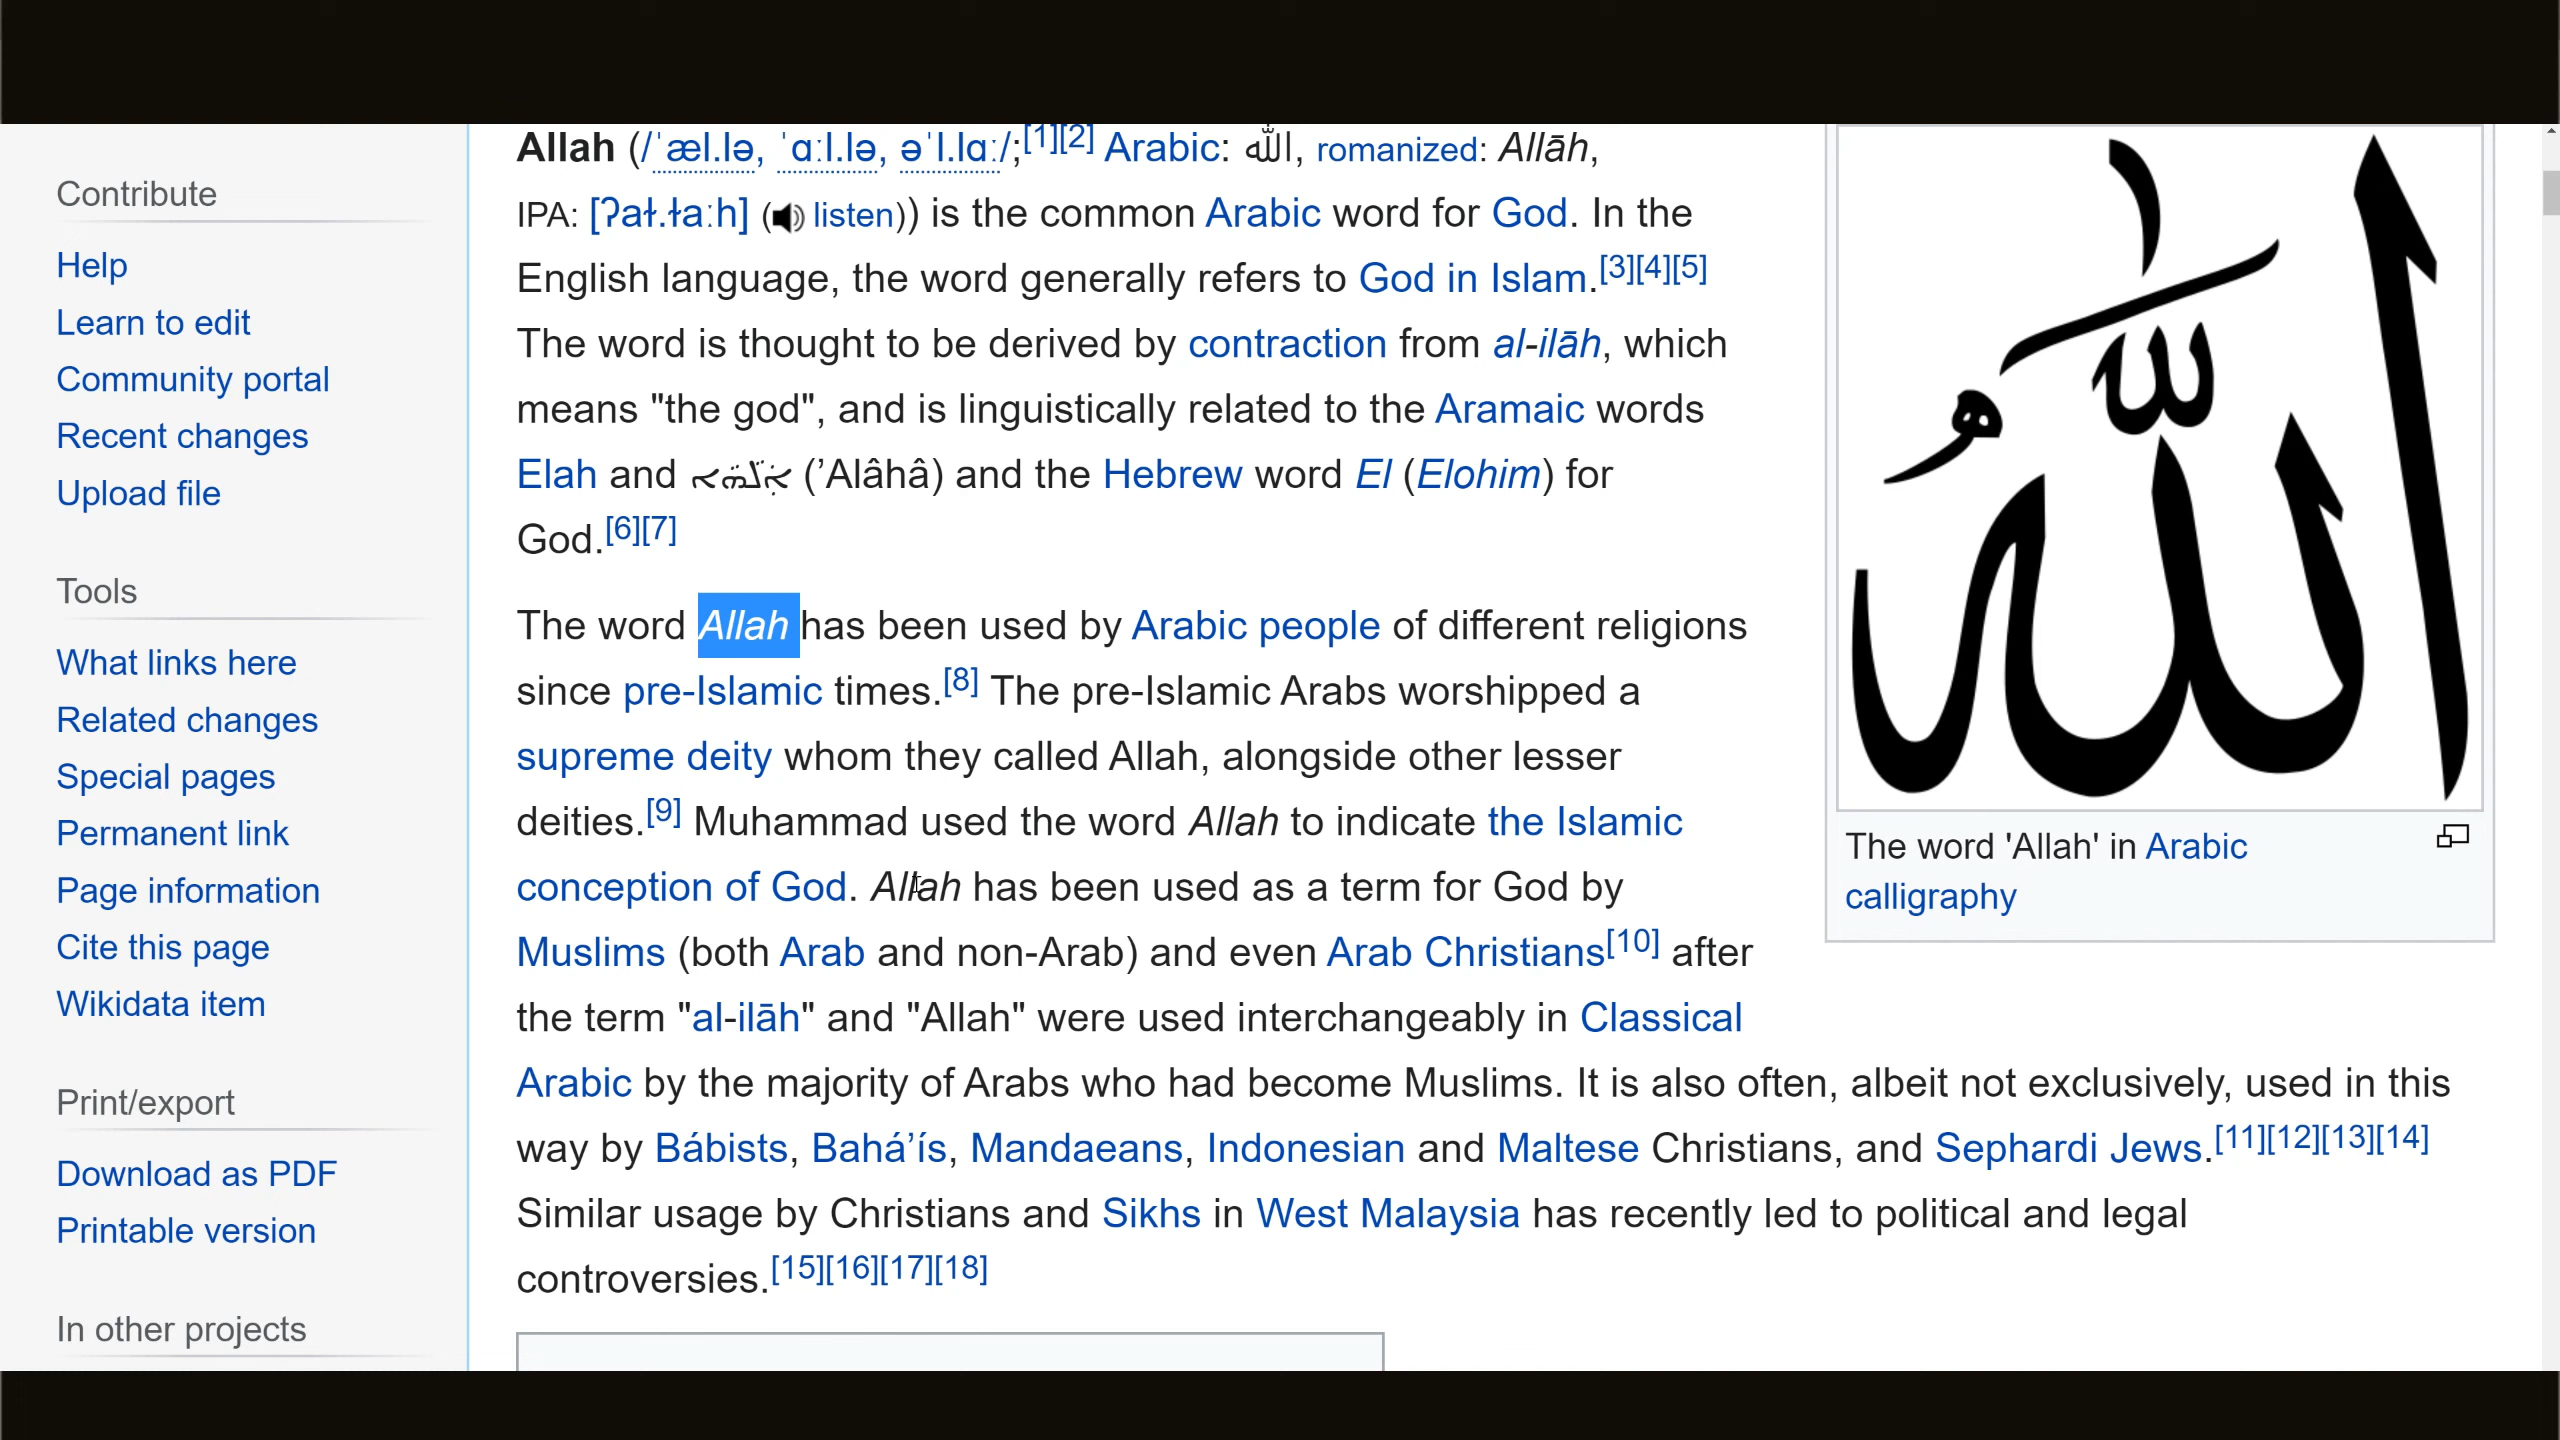 Contribute
Help
Learn to edit
Community portal
Recent changes
Upload file
Tools
What links here
Related changes
Special pages
Permanent link
Page information
Cite this page
Wikidata item
Print/export
Download as PDF
Printable version
In other projects
Allah (/ˈæl.lə, ˈɑːl.lə, əˈl.lɑː/;[1][2] Arabic: الله, romanized: Allāh,
IPA: [ʔaɫ.ɫaːh] (listen)) is the common Arabic word for God. In the
English language, the word generally refers to God in Islam.[3][4][5]
The word is thought to be derived by contraction from al-ilāh, which
means "the god", and is linguistically related to the Aramaic words
Elah and ܐܲܠܵܗܵܐ (ʼAlâhâ) and the Hebrew word El (Elohim) for
God.[6][7]
The word Allah has been used by Arabic people of different religions
since pre-Islamic times.[8] The pre-Islamic Arabs worshipped a
supreme deity whom they called Allah, alongside other lesser
deities.[9] Muhammad used the word Allah to indicate the Islamic
conception of God. Allah has been used as a term for God by
Muslims (both Arab and non-Arab) and even Arab Christians[10] after
the term "al-ilāh" and "Allah" were used interchangeably in Classical
Arabic by the majority of Arabs who had become Muslims. It is also often, albeit not exclusively, used in this
way by Bábists, Bahá’ís, Mandaeans, Indonesian and Maltese Christians, and Sephardi Jews.[11][12][13][14]
Similar usage by Christians and Sikhs in West Malaysia has recently led to political and legal
controversies.[15][16][17][18]
الله
The word 'Allah' in Arabic
calligraphy